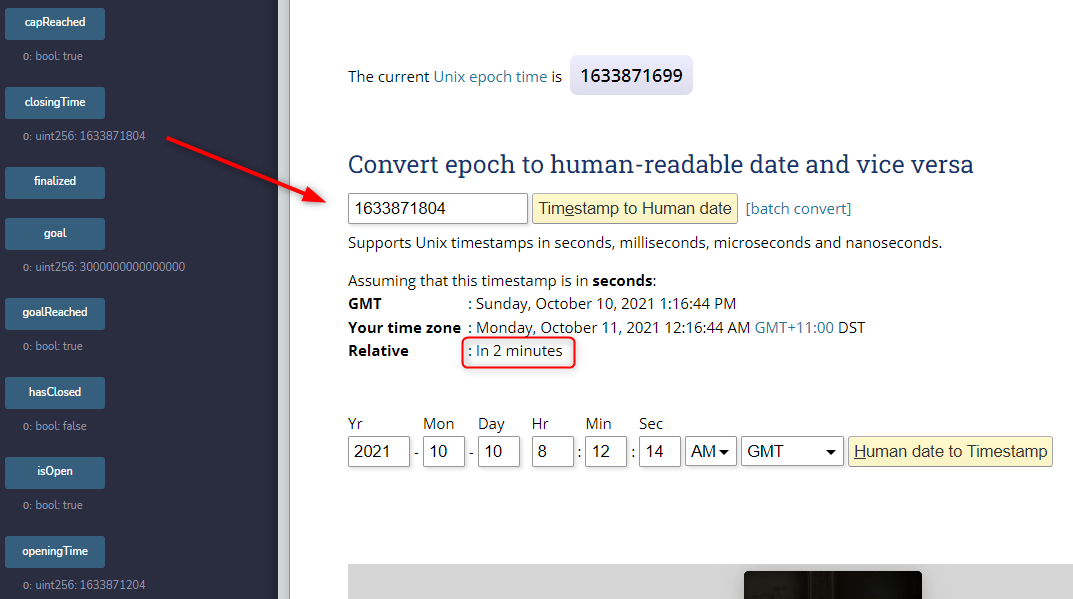 capReached
0: bool: true
closingTime
0: uint256: 1633871804
finalized
goal
0: uint256: 3000000000000000
goalReached
0: bool: true
hasClosed
0: bool: false
isOpen
0: bool: true
openingTime
0: uint256: 1633871204
The current Unix epoch time is 1633871699
Convert epoch to human-readable date and vice versa
1633871804 Timestamp to Human date [batch convert]
Supports Unix timestamps in seconds, milliseconds, microseconds and nanoseconds.
Assuming that this timestamp is in seconds:
GMT : Sunday, October 10, 2021 1:16:44 PM
Your time zone : Monday, October 11, 2021 12:16:44 AM GMT+11:00 DST
Relative : In 2 minutes
Yr Mon Day Hr Min Sec
2021 - 10 - 10 8 : 12 : 14 AM GMT Human date to Timestamp